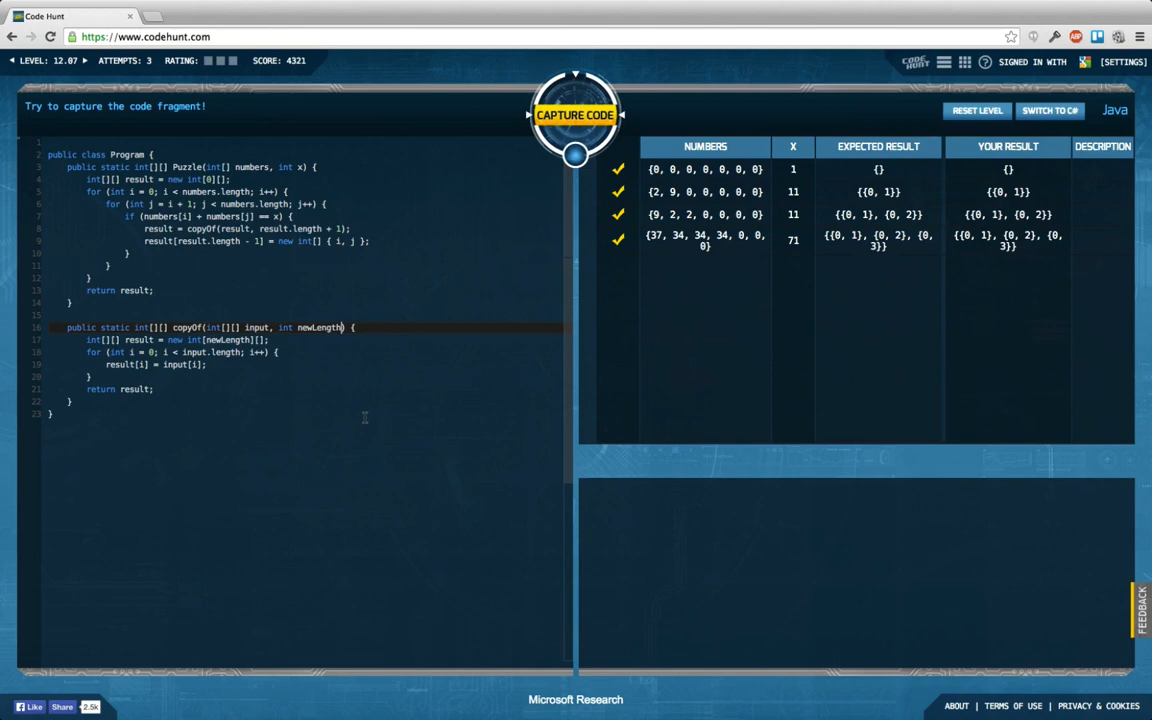 Code Hunt
https://www.codehunt.com
LEVEL: 12.07 ATTEMPTS: 3 RATING: SCORE: 4321
CODE HUNT
SIGNED IN WITH [SETTINGS]
Try to capture the code fragment!
CAPTURE CODE
RESET LEVEL SWITCH TO C# Java
1
2 public class Program {
3 public static int[][] Puzzle(int[] numbers, int x) {
4 int[][] result = new int[0][];
5 for (int i = 0; i < numbers.length; i++) {
6 for (int j = i + 1; j < numbers.length; j++) {
7 if (numbers[i] + numbers[j] == x) {
8 result = copyOf(result, result.length + 1);
9 result[result.length - 1] = new int[] { i, j };
10 }
11 }
12 }
13 return result;
14 }
15
16 public static int[][] copyOf(int[][] input, int newLength) {
17 int[][] result = new int[newLength][];
18 for (int i = 0; i < input.length; i++) {
19 result[i] = input[i];
20 }
21 return result;
22 }
23 }
NUMBERS X EXPECTED RESULT YOUR RESULT DESCRIPTION
{0, 0, 0, 0, 0, 0, 0} 1 {} {}
{2, 9, 0, 0, 0, 0, 0} 11 {{0, 1}} {{0, 1}}
{9, 2, 2, 0, 0, 0, 0} 11 {{0, 1}, {0, 2}} {{0, 1}, {0, 2}}
{37, 34, 34, 34, 0, 0, 0} 71 {{0, 1}, {0, 2}, {0, 3}} {{0, 1}, {0, 2}, {0, 3}}
FEEDBACK
Like Share 2.5k
Microsoft Research
ABOUT | TERMS OF USE | PRIVACY & COOKIES
ABP